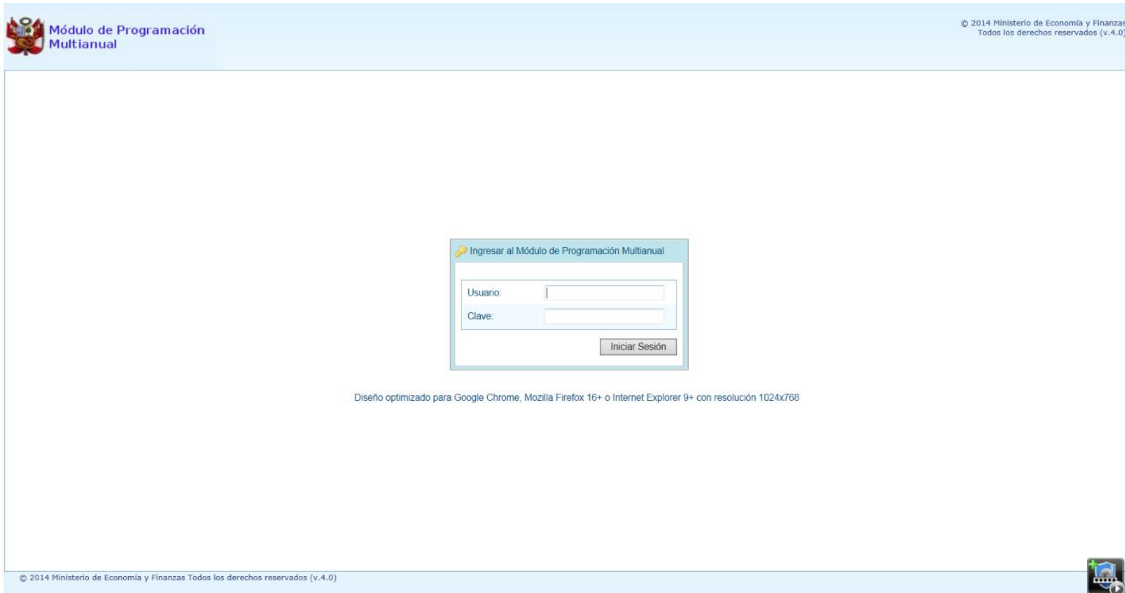 Módulo de Programación
Multianual
© 2014 Ministerio de Economía y Finanzas
Todos los derechos reservados (v.4.0)
Ingresar al Módulo de Programación Multianual
Usuario:
Clave:
Iniciar Sesión
Diseño optimizado para Google Chrome, Mozilla Firefox 16+ o Internet Explorer 9+ con resolución 1024x768
© 2014 Ministerio de Economía y Finanzas Todos los derechos reservados (v.4.0)